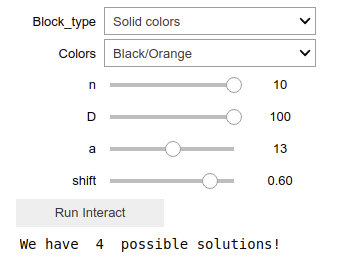 Block_type Solid colors
Colors Black/Orange
n 10
D 100
a 13
shift 0.60
Run Interact
We have 4 possible solutions!